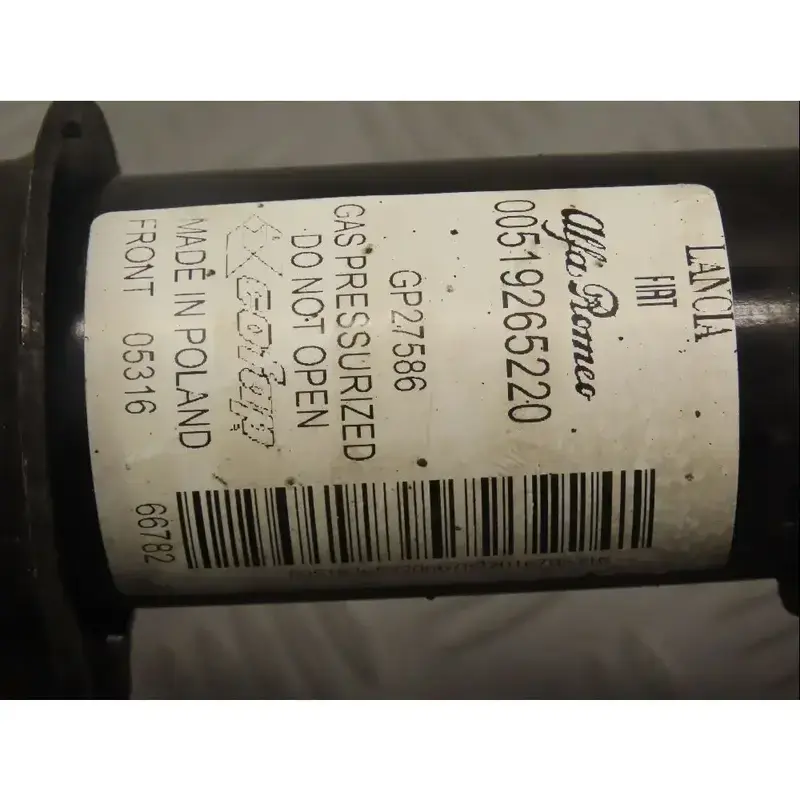 LANCIA
FIAT
Alfa Romeo
00519265220
GP27586
GAS PRESSURIZED
DO NOT OPEN
MADE IN POLAND
FRONT 05316
66782